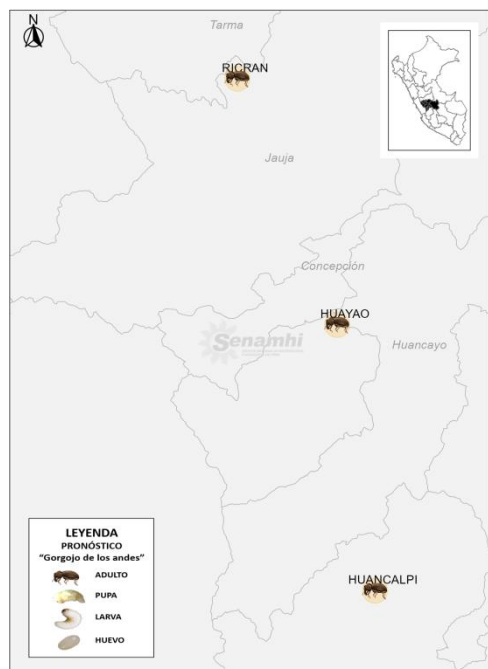 N
Tarma
RICRAN
Jauja
Concepción
HUAYAO
Senamhi
Huancayo
HUANCALPI
LEYENDA
PRONÓSTICO
"Gorgojo de los andes"
ADULTO
PUPA
LARVA
HUEVO